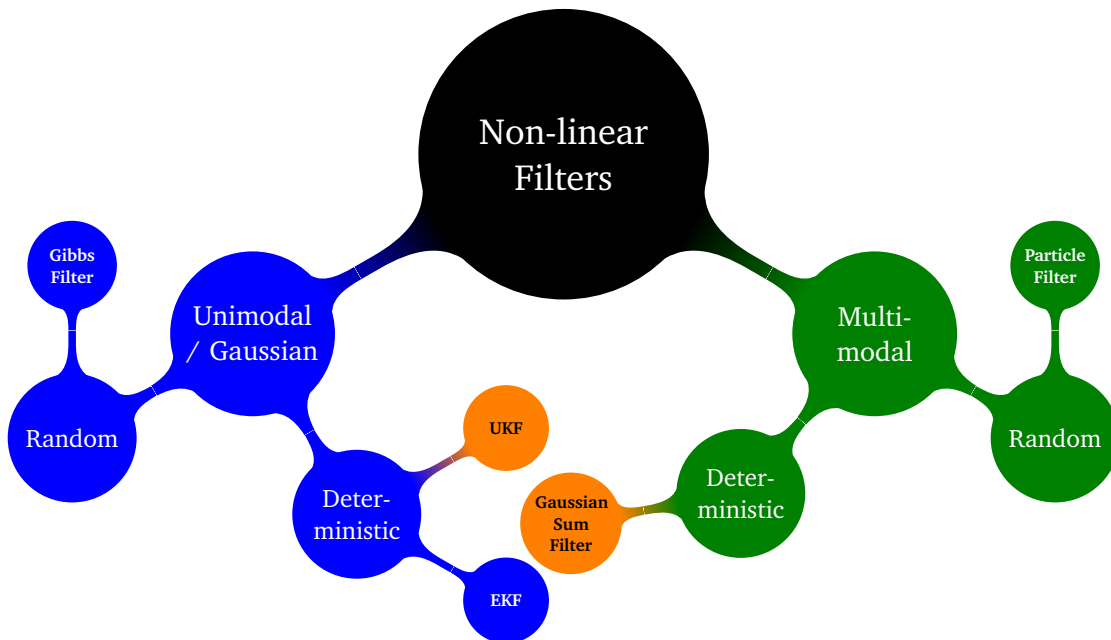 Non-linear
Filters
Gibbs
Filter
Unimodal
/ Gaussian
Random
Deter-
ministic
UKF
EKF
Particle
Filter
Multi-
modal
Random
Deter-
ministic
Gaussian
Sum
Filter